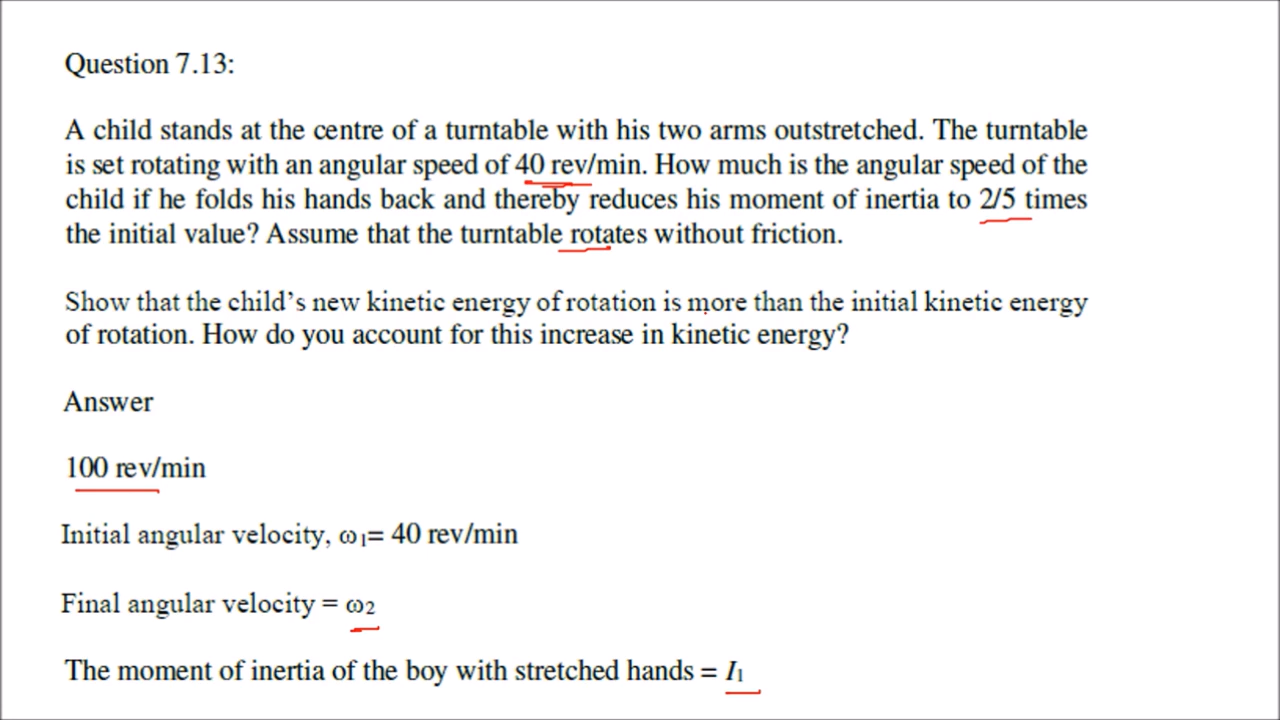 Question 7.13:
A child stands at the centre of a turntable with his two arms outstretched. The turntable
is set rotating with an angular speed of 40 rev/min. How much is the angular speed of the
child if he folds his hands back and thereby reduces his moment of inertia to 2/5 times
the initial value? Assume that the turntable rotates without friction.
Show that the child’s new kinetic energy of rotation is more than the initial kinetic energy
of rotation. How do you account for this increase in kinetic energy?
Answer
100 rev/min
Initial angular velocity, ω₁= 40 rev/min
Final angular velocity = ω₂
The moment of inertia of the boy with stretched hands = I₁